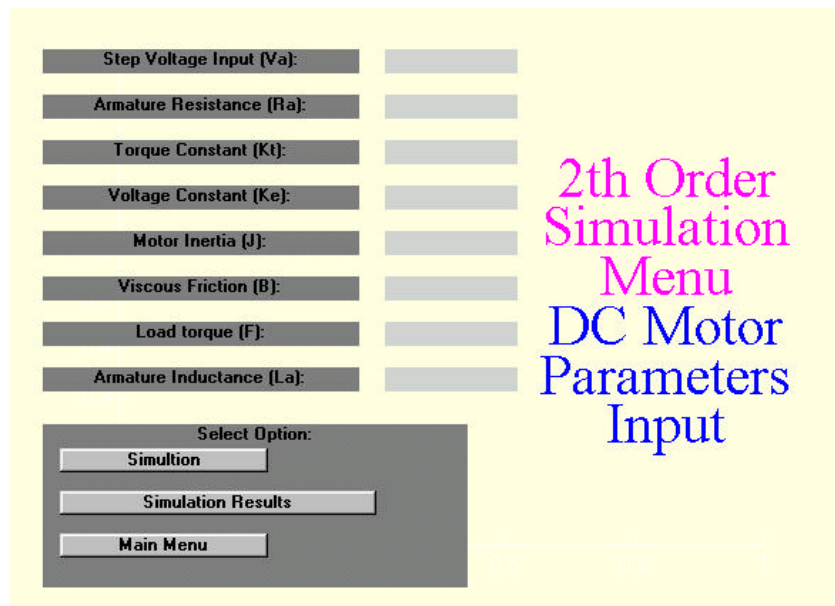 Step Voltage Input (Va):
Armature Resistance (Ra):
Torque Constant (Kt):
Voltage Constant (Ke):
Motor Inertia (J):
Viscous Friction (B):
Load torque (F):
Armature Inductance (La):
2th Order
Simulation
Menu
DC Motor
Parameters
Input
Select Option:
Simultion
Simulation Results
Main Menu